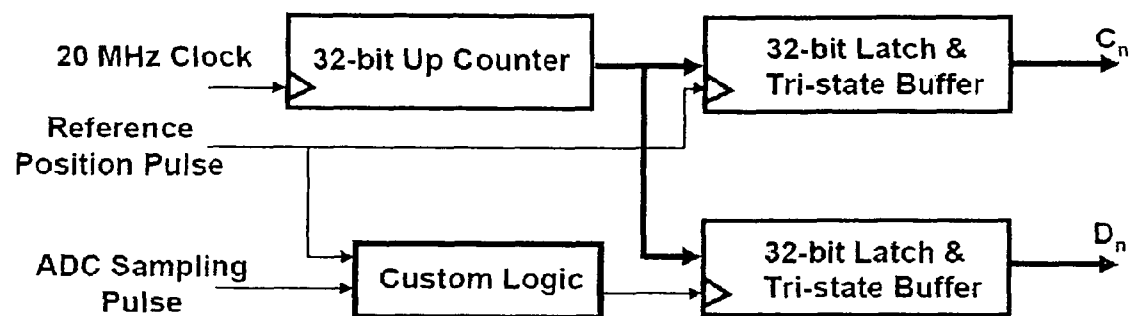 20 MHz Clock
32-bit Up Counter
32-bit Latch &
Tri-state Buffer
Cn
Reference
Position Pulse
ADC Sampling
Pulse
Custom Logic
32-bit Latch &
Tri-state Buffer
Dn